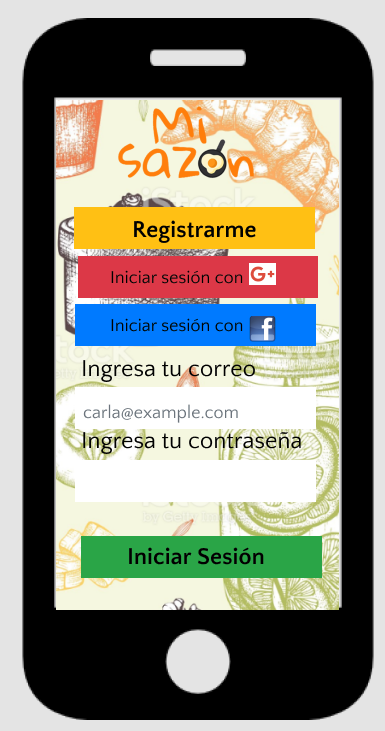 Mi
sazón
iStock
Registrarme
Iniciar sesión con G+
Iniciar sesión con f
Ingresa tu correo
carla@example.com
Ingresa tu contraseña
Iniciar Sesión